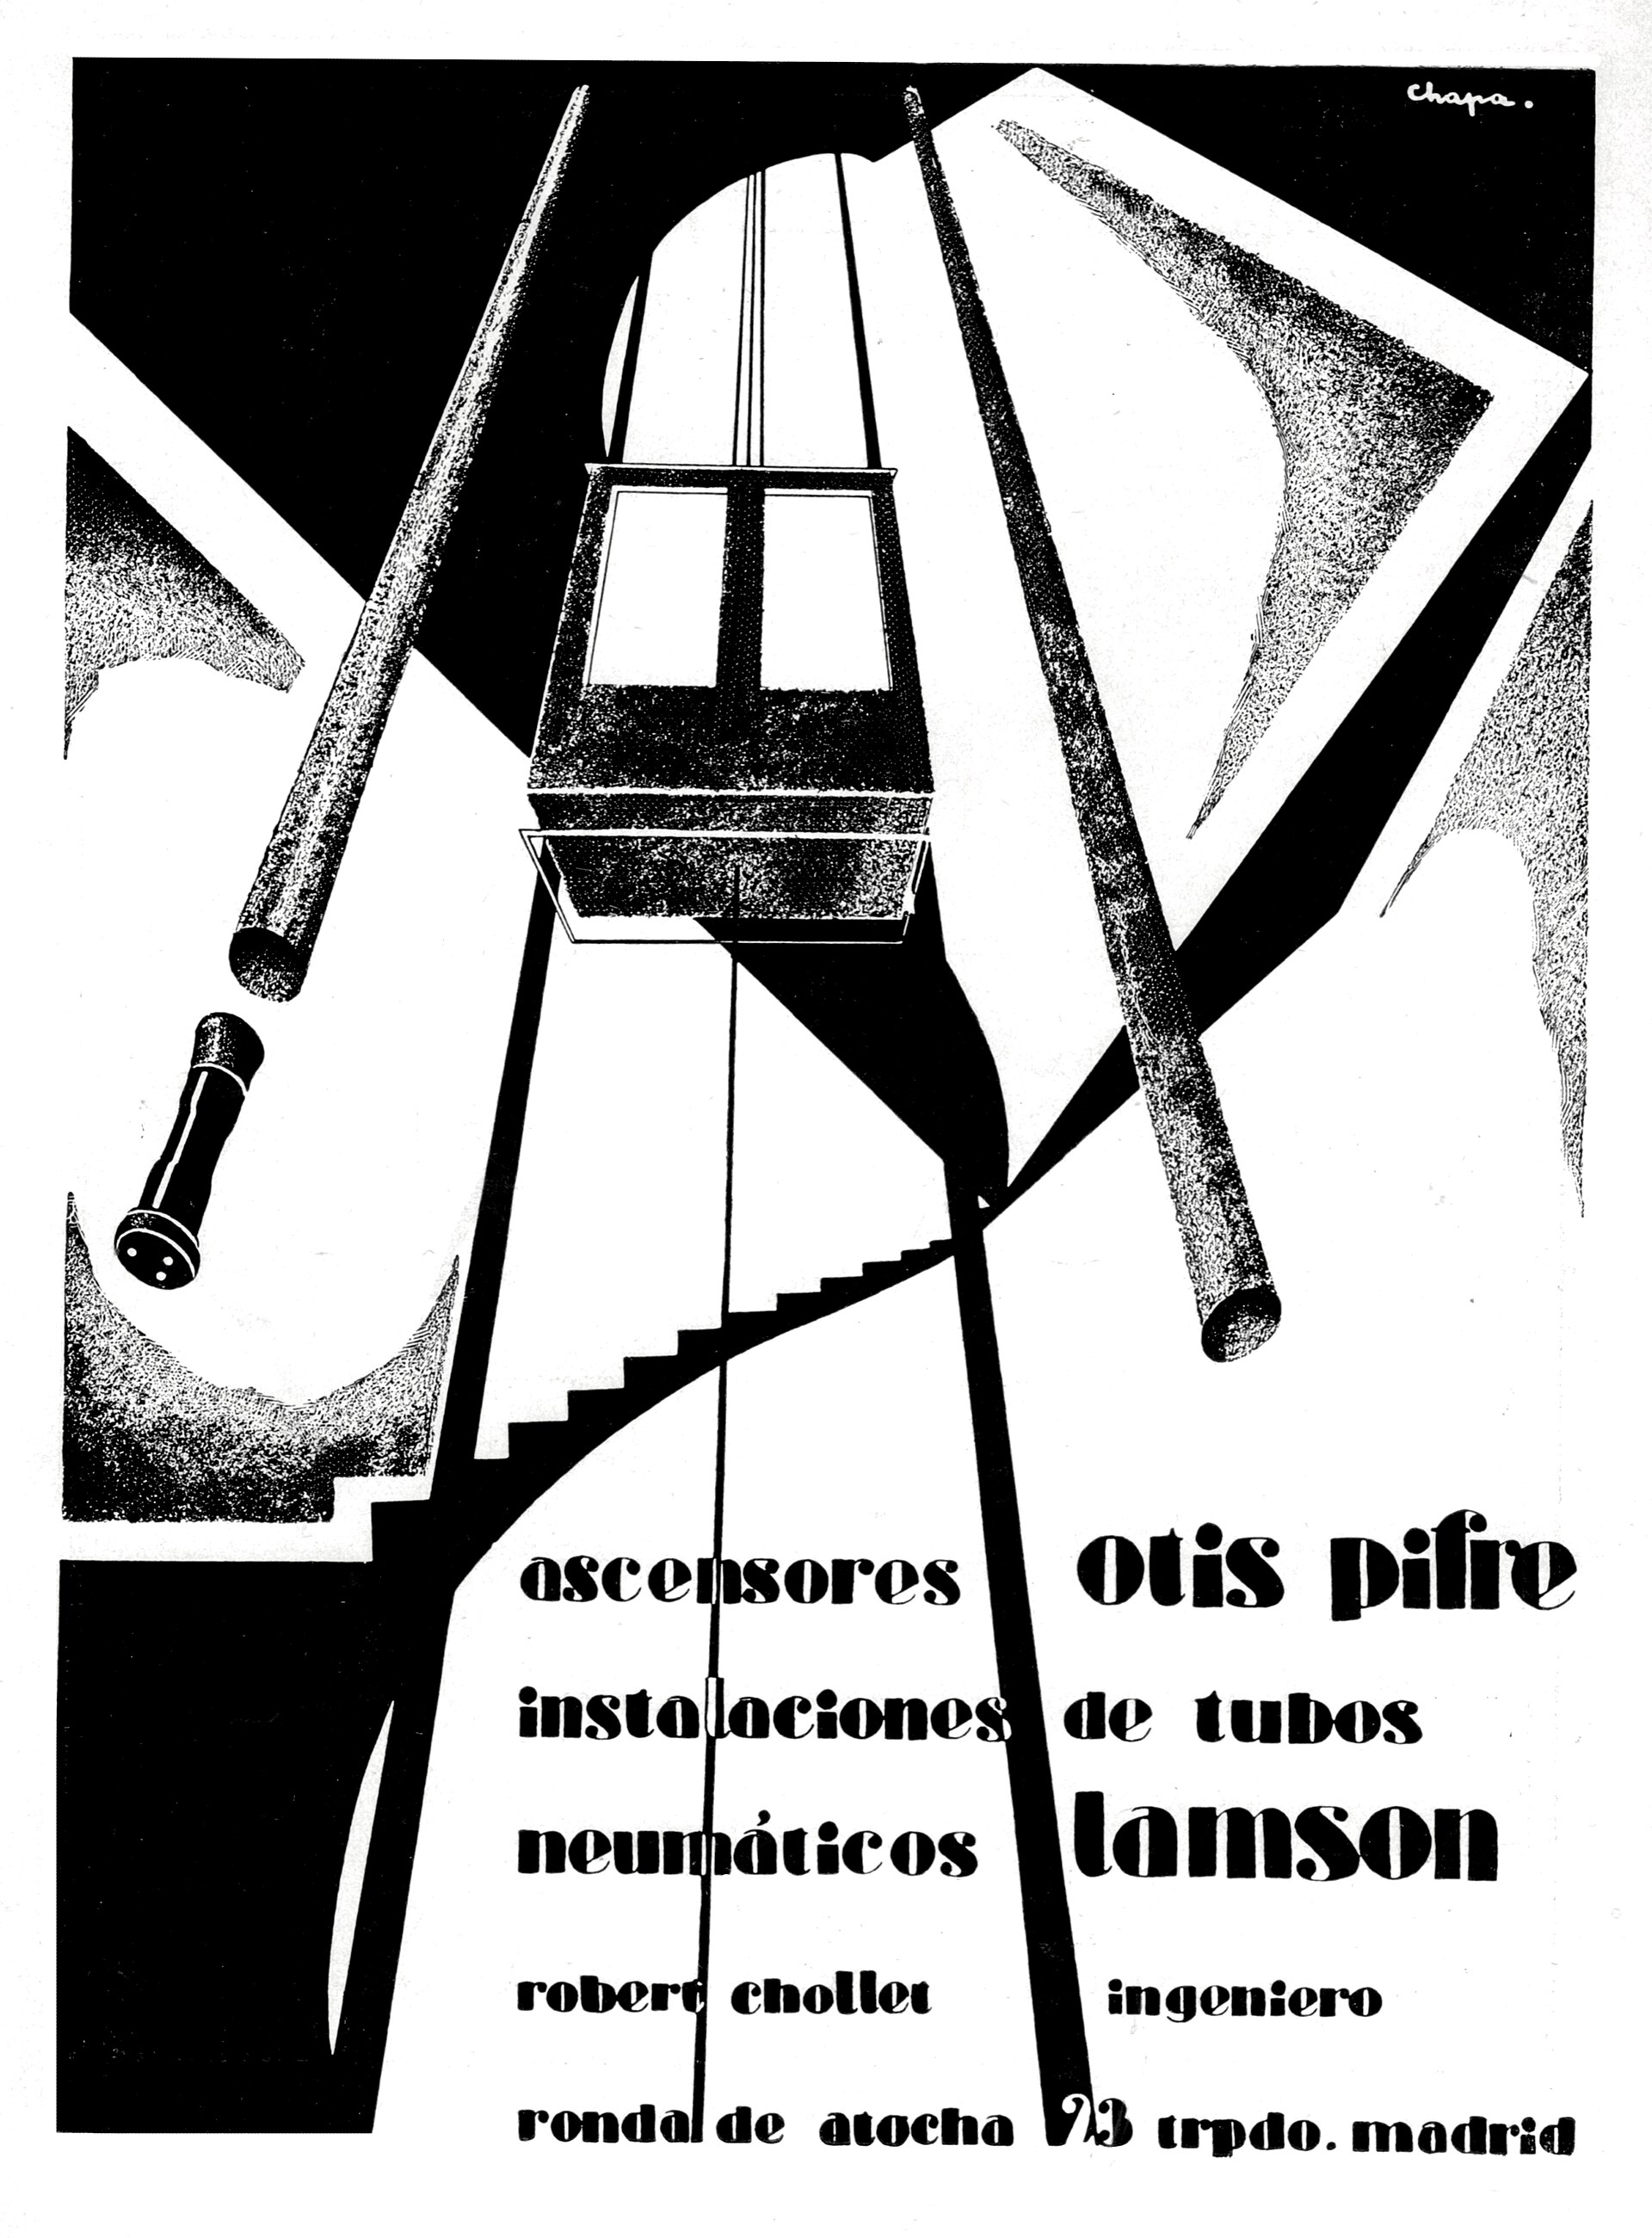 chapa.
ascensores otis pifre
instalaciones de tubos
neumáticos lamson
robert chollet ingeniero
ronda de atocha 23 trpdo. madrid